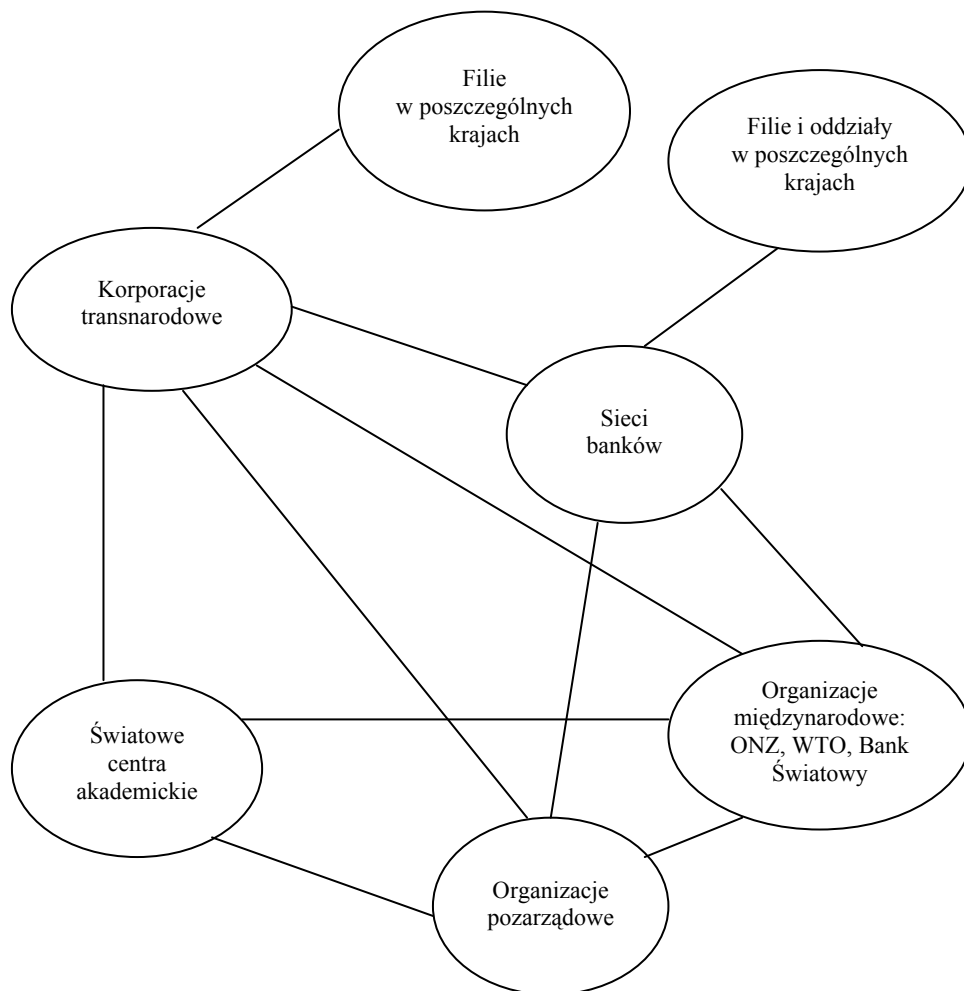 Filie
w poszczególnych
krajach
Filie i oddziały
w poszczególnych
krajach
Korporacje
transnarodowe
Sieci
banków
Organizacje
międzynarodowe:
ONZ, WTO, Bank
Światowy
Światowe
centra
akademickie
Organizacje
pozarządowe